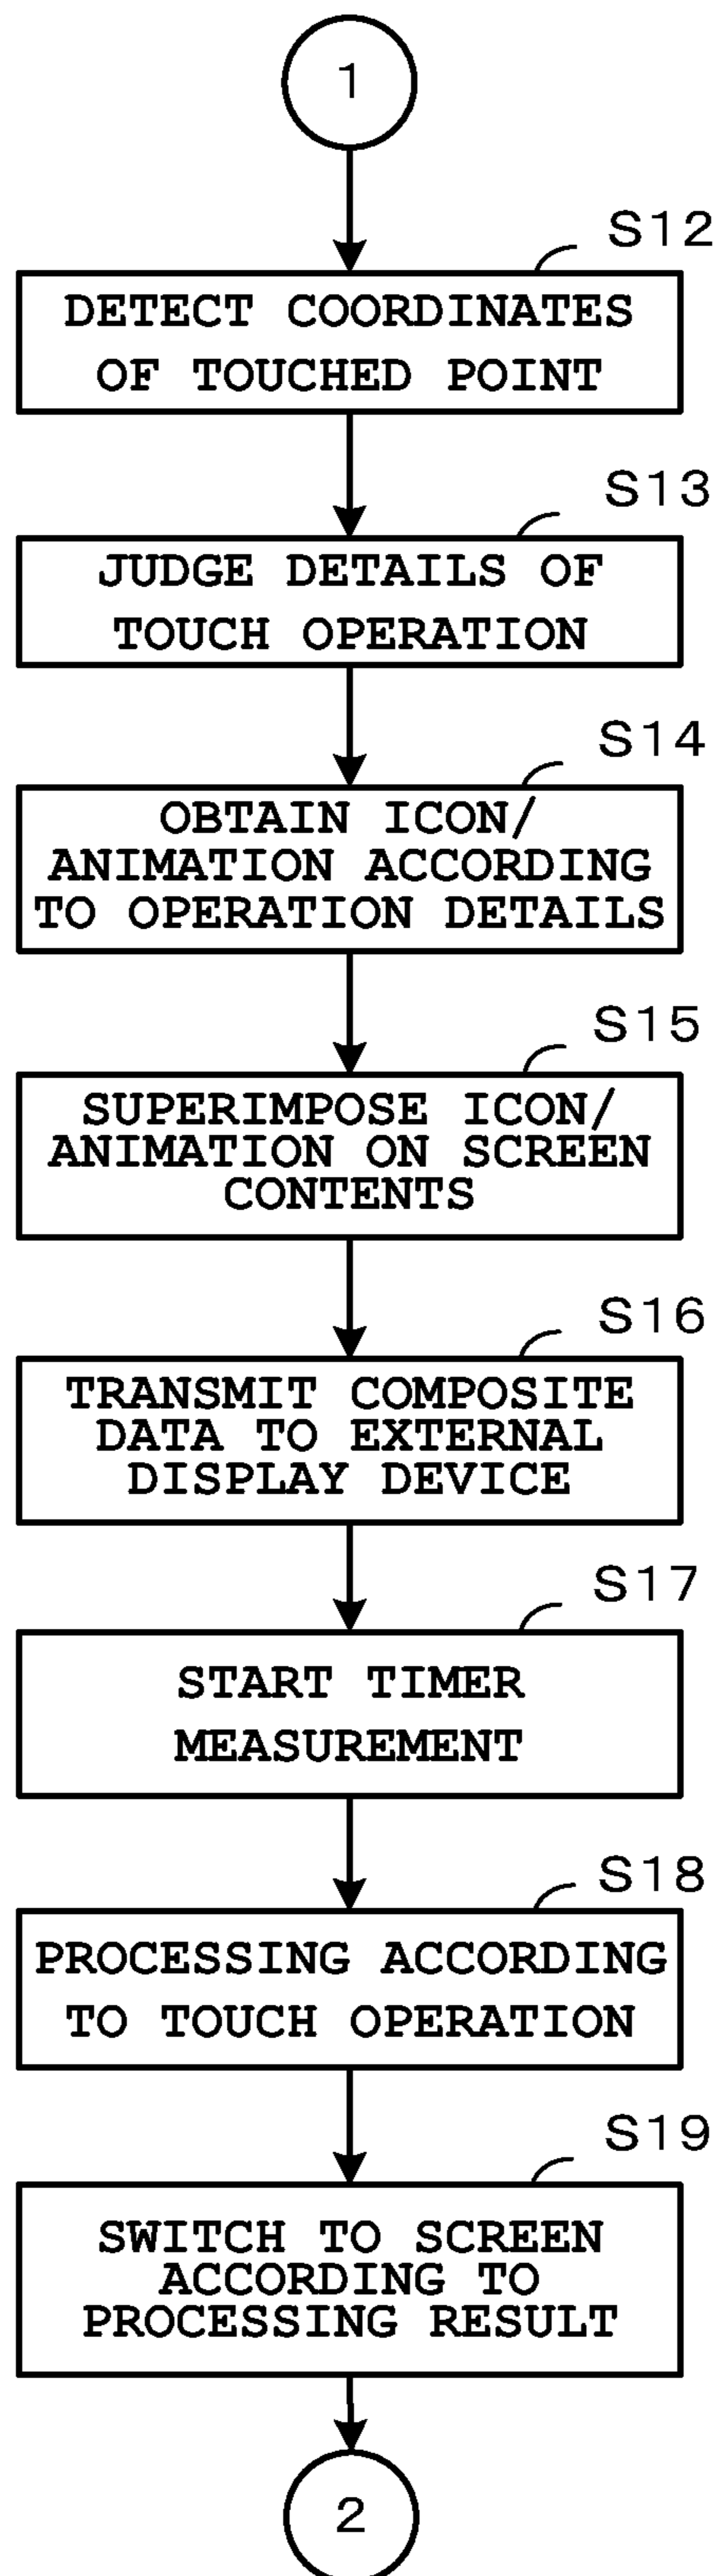 1
S12
DETECT COORDINATES
OF TOUCHED POINT
S13
JUDGE DETAILS OF
TOUCH OPERATION
S14
OBTAIN ICON/
ANIMATION ACCORDING
TO OPERATION DETAILS
S15
SUPERIMPOSE ICON/
ANIMATION ON SCREEN
CONTENTS
S16
TRANSMIT COMPOSITE
DATA TO EXTERNAL
DISPLAY DEVICE
S17
START TIMER
MEASUREMENT
S18
PROCESSING ACCORDING
TO TOUCH OPERATION
S19
SWITCH TO SCREEN
ACCORDING TO
PROCESSING RESULT
2